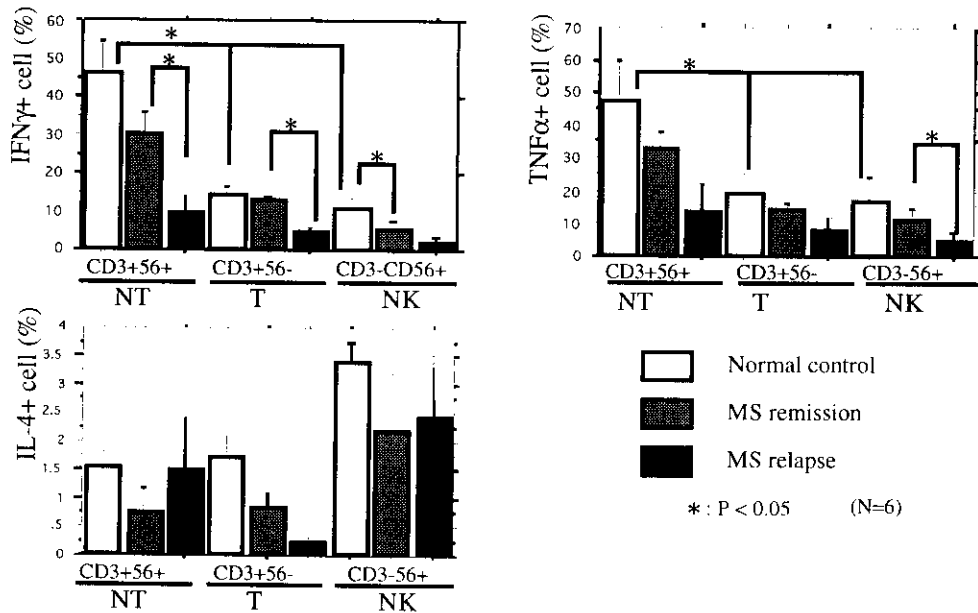 IFNγ+ cell (%)
60
50
40
30
20
10
0
*
*
*
*
CD3+56+
CD3+56-
CD3-CD56+
NT
T
NK
TNFα+ cell (%)
70
60
50
40
30
20
10
0
*
*
CD3+56+
CD3+56-
CD3-56+
NT
T
NK
IL-4+ cell (%)
4
3.5
3
2.5
2
1.5
1
.5
0
CD3+56+
CD3+56-
CD3-56+
NT
T
NK
Normal control
MS remission
MS relapse
* : P < 0.05 (N=6)